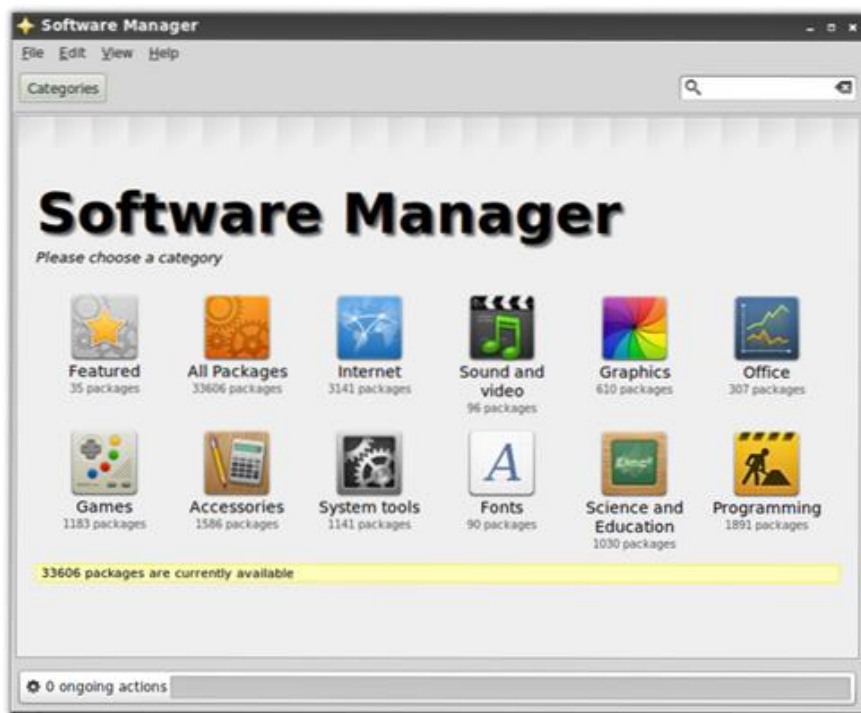 Software Manager
File Edit View Help
Categories
Software Manager
Please choose a category
Featured
35 packages
All Packages
33606 packages
Internet
3141 packages
Sound and
video
96 packages
Graphics
610 packages
Office
307 packages
Games
1183 packages
Accessories
1586 packages
System tools
1141 packages
A
Fonts
90 packages
Science and
Education
1030 packages
Programming
1891 packages
33606 packages are currently available
0 ongoing actions